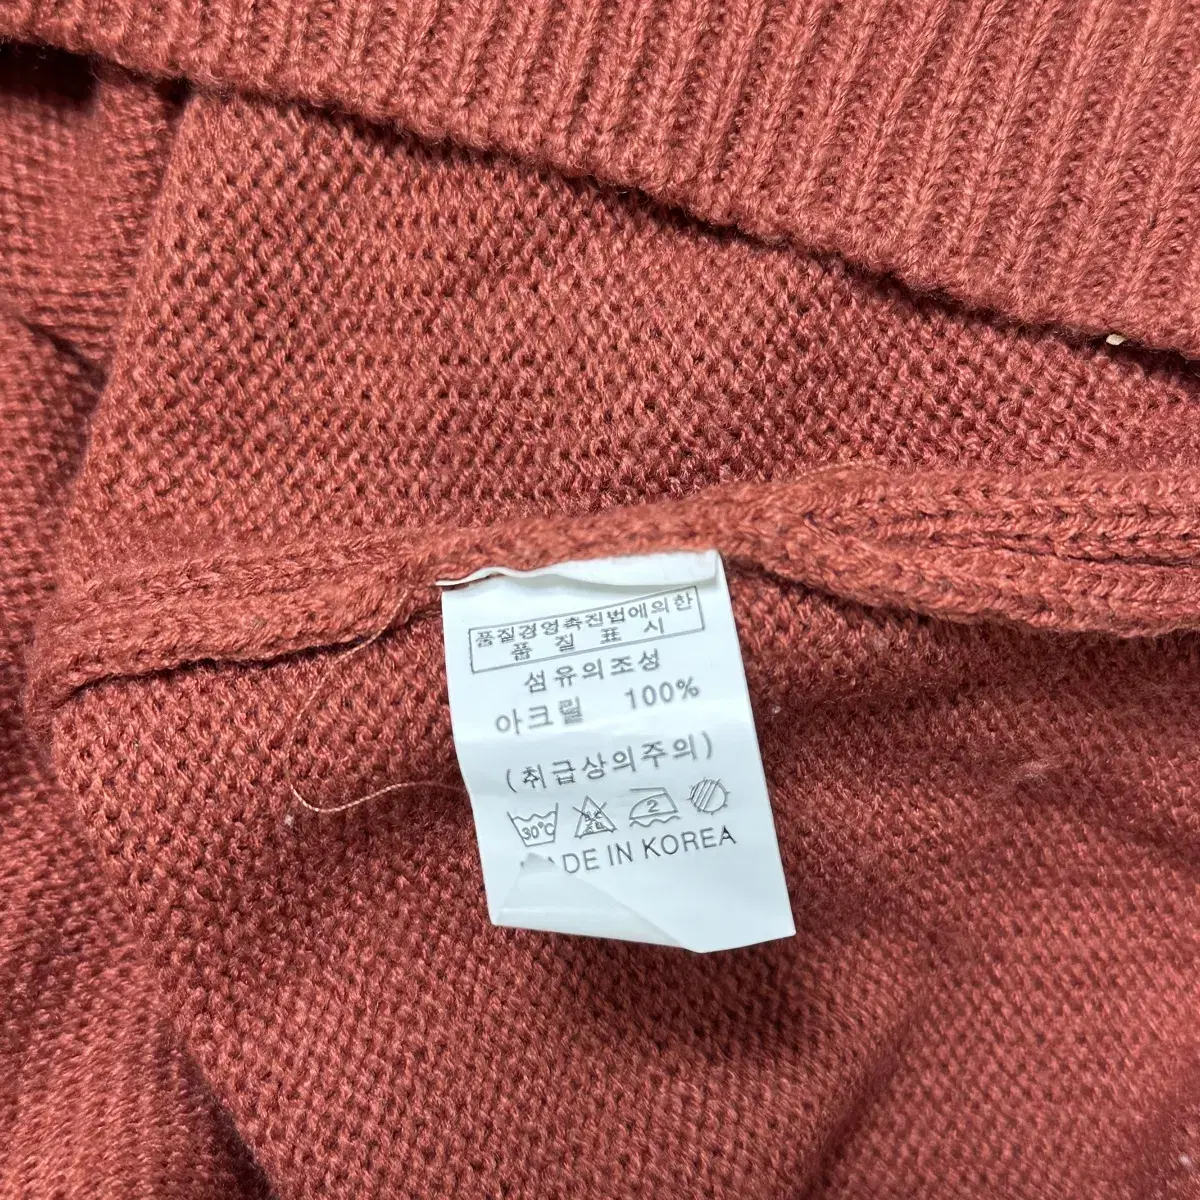 품질경영촉진법에의한
품 질 표 시
섬유의조성
아크릴 100%
(취급상의주의)
30°C 2
MADE IN KOREA